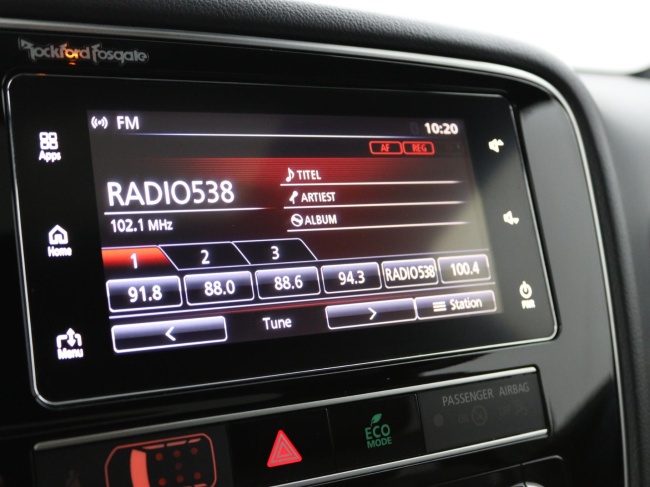 Rockford Fosgate
FM
10:20
AF REG
Apps
RADIO538
TITEL
ARTIEST
ALBUM
102.1 MHz
Home
1 2 3
91.8 88.0 88.6 94.3 RADIO538 100.4
< Tune > Station
PWR
Menu
PASSENGER AIRBAG
ECO
MODE